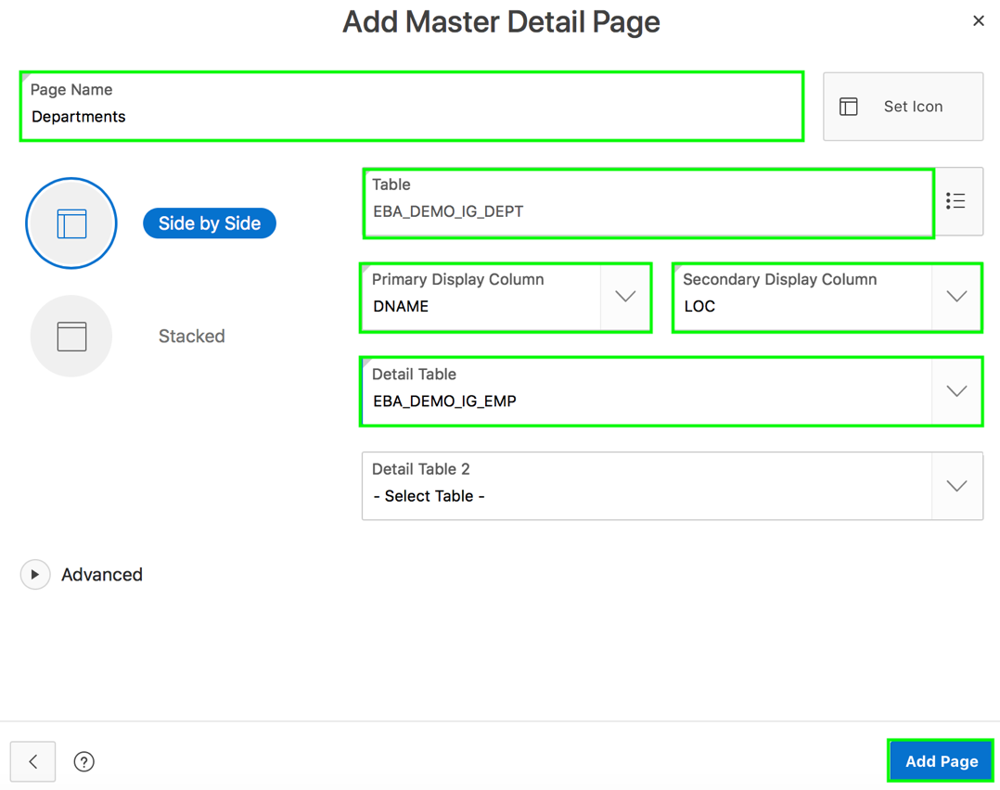 Add Master Detail Page
Page Name
Departments
Set Icon
Side by Side
Stacked
Table
EBA_DEMO_IG_DEPT
Primary Display Column
DNAME
Secondary Display Column
LOC
Detail Table
EBA_DEMO_IG_EMP
Detail Table 2
- Select Table -
Advanced
Add Page